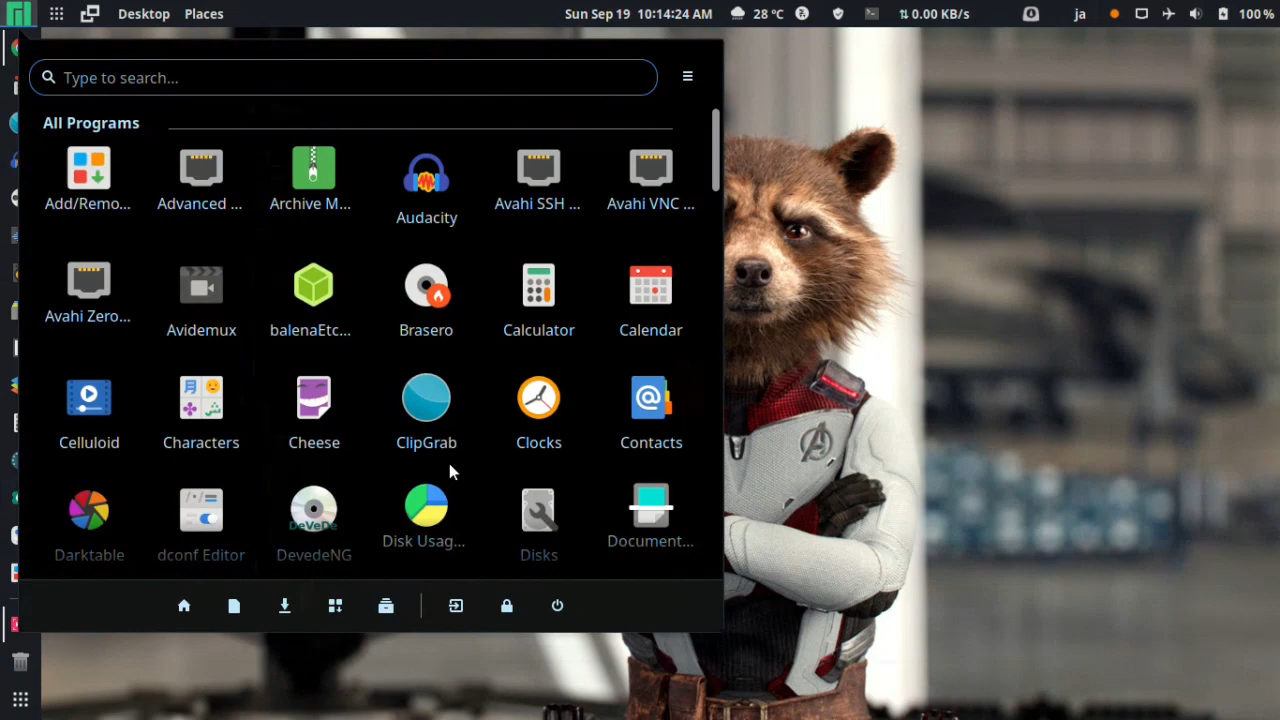 Desktop Places Sun Sep 19 10:14:24 AM 28 °C 0.00 KB/s ja 100 %
Type to search...
All Programs
Add/Remo... Advanced ... Archive M... Audacity Avahi SSH ... Avahi VNC ...
Avahi Zero... Avidemux balenaEtc... Brasero Calculator Calendar
Celluloid Characters Cheese ClipGrab Clocks Contacts
DeVeDe
Darktable dconf Editor DevedeNG Disk Usag... Disks Document...